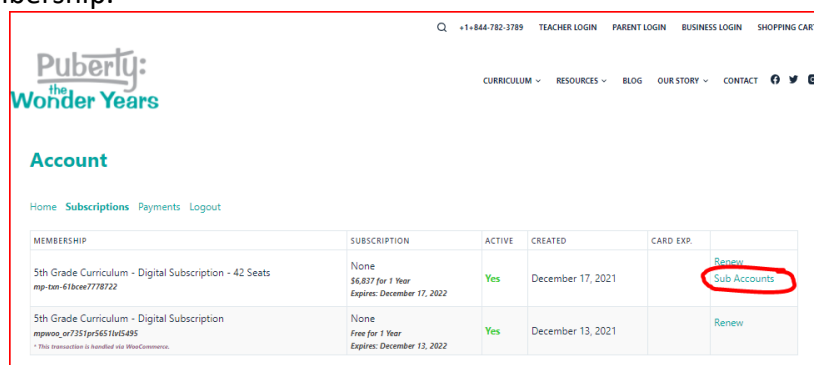 +1+844-782-3789 TEACHER LOGIN PARENT LOGIN BUSINESS LOGIN SHOPPING CART
Puberty:
the
Wonder Years
CURRICULUM RESOURCES BLOG OUR STORY CONTACT
Account
Home Subscriptions Payments Logout
MEMBERSHIP SUBSCRIPTION ACTIVE CREATED CARD EXP.
5th Grade Curriculum - Digital Subscription - 42 Seats
mp-txn-61bcee7778722
None
$6,837 for 1 Year
Expires: December 17, 2022
Yes
December 17, 2021
Renew
Sub Accounts
5th Grade Curriculum - Digital Subscription
mpwoo_or7351pr5651lvl5495
* This transaction is handled via WooCommerce.
None
Free for 1 Year
Expires: December 13, 2022
Yes
December 13, 2021
Renew